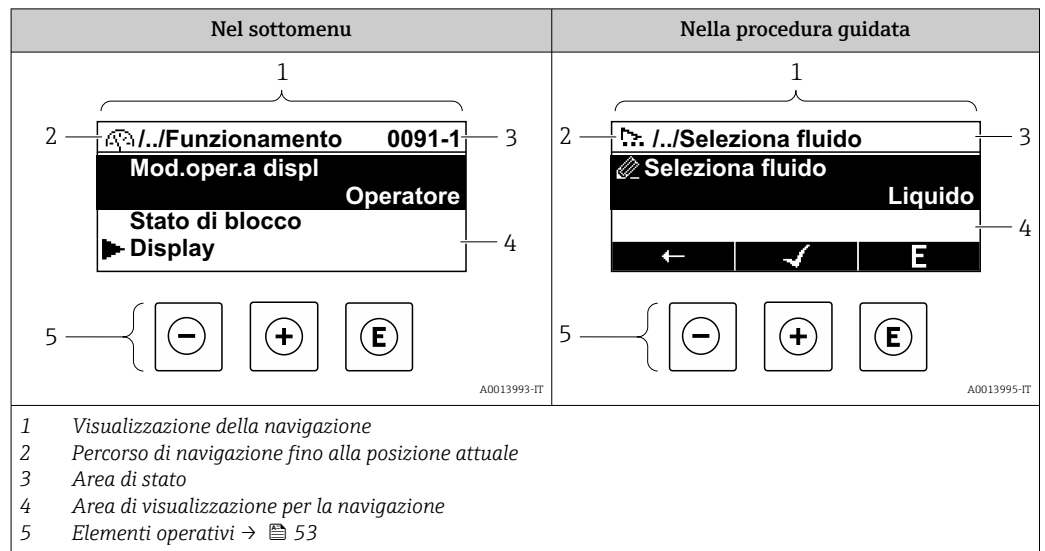 Nel sottomenu
Nella procedura guidata
1
2
/../Funzionamento 0091-1
3
Mod.oper.a displ
Operatore
Stato di blocco
Display
4
5
- + E
A0013993-IT
1
2
/../Seleziona fluido
3
Seleziona fluido
Liquido
4
← ✓ E
5
- + E
A0013995-IT
1 Visualizzazione della navigazione
2 Percorso di navigazione fino alla posizione attuale
3 Area di stato
4 Area di visualizzazione per la navigazione
5 Elementi operativi → 53